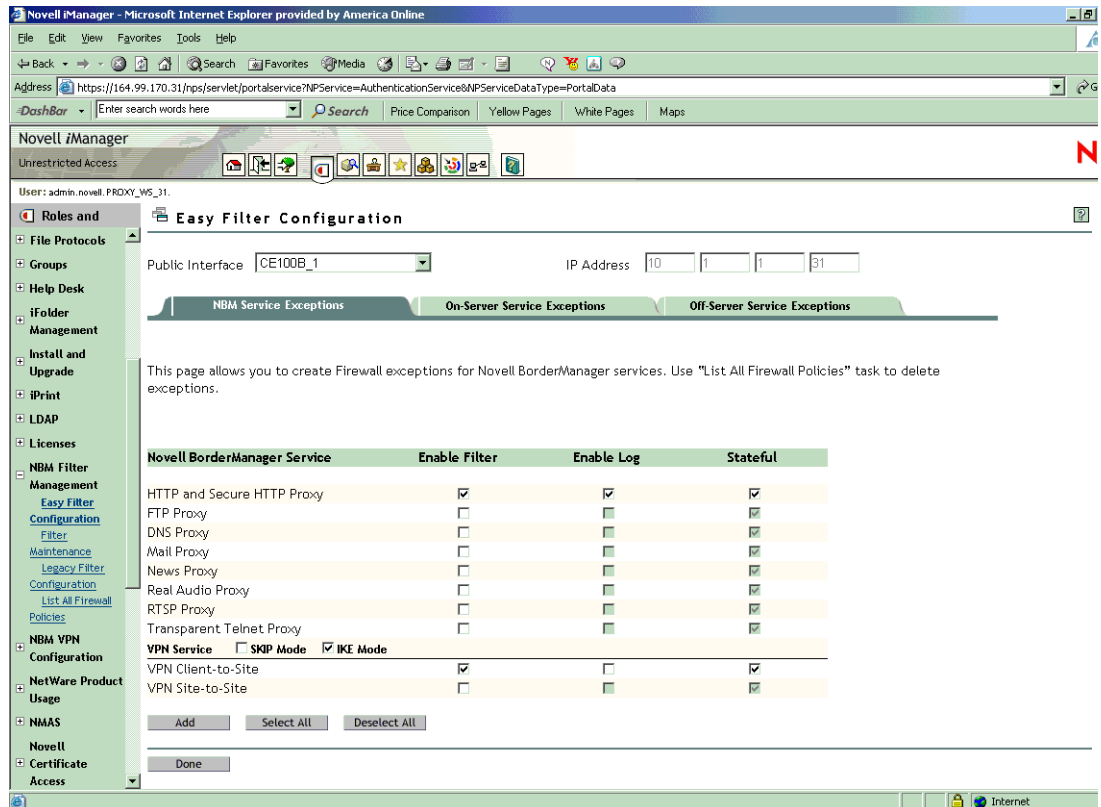 Novell iManager - Microsoft Internet Explorer provided by America Online
File Edit View Favorites Tools Help
Back Search Favorites Media
Address https://164.99.170.31/nps/servlet/portalservice?NPService=AuthenticationService&NPServiceDataType=PortalData
DashBar Enter search words here Search Price Comparison Yellow Pages White Pages Maps
Novell iManager
Unrestricted Access
N
User: admin.novell.PROXY_WS_31.
Roles and
File Protocols
Groups
Help Desk
iFolder
Management
Install and
Upgrade
iPrint
LDAP
Licenses
NBM Filter
Management
Easy Filter
Configuration
Filter
Maintenance
Legacy Filter
Configuration
List All Firewall
Policies
NBM VPN
Configuration
NetWare Product
Usage
NMAS
Novell
Certificate
Access
Easy Filter Configuration
Public Interface CE100B_1 IP Address 10 1 1 31
NBM Service Exceptions On-Server Service Exceptions Off-Server Service Exceptions
This page allows you to create Firewall exceptions for Novell BorderManager services. Use "List All Firewall Policies" task to delete
exceptions.
Novell BorderManager Service Enable Filter Enable Log Stateful
HTTP and Secure HTTP Proxy
FTP Proxy
DNS Proxy
Mail Proxy
News Proxy
Real Audio Proxy
RTSP Proxy
Transparent Telnet Proxy
VPN Service SKIP Mode IKE Mode
VPN Client-to-Site
VPN Site-to-Site
Add Select All Deselect All
Done
Internet